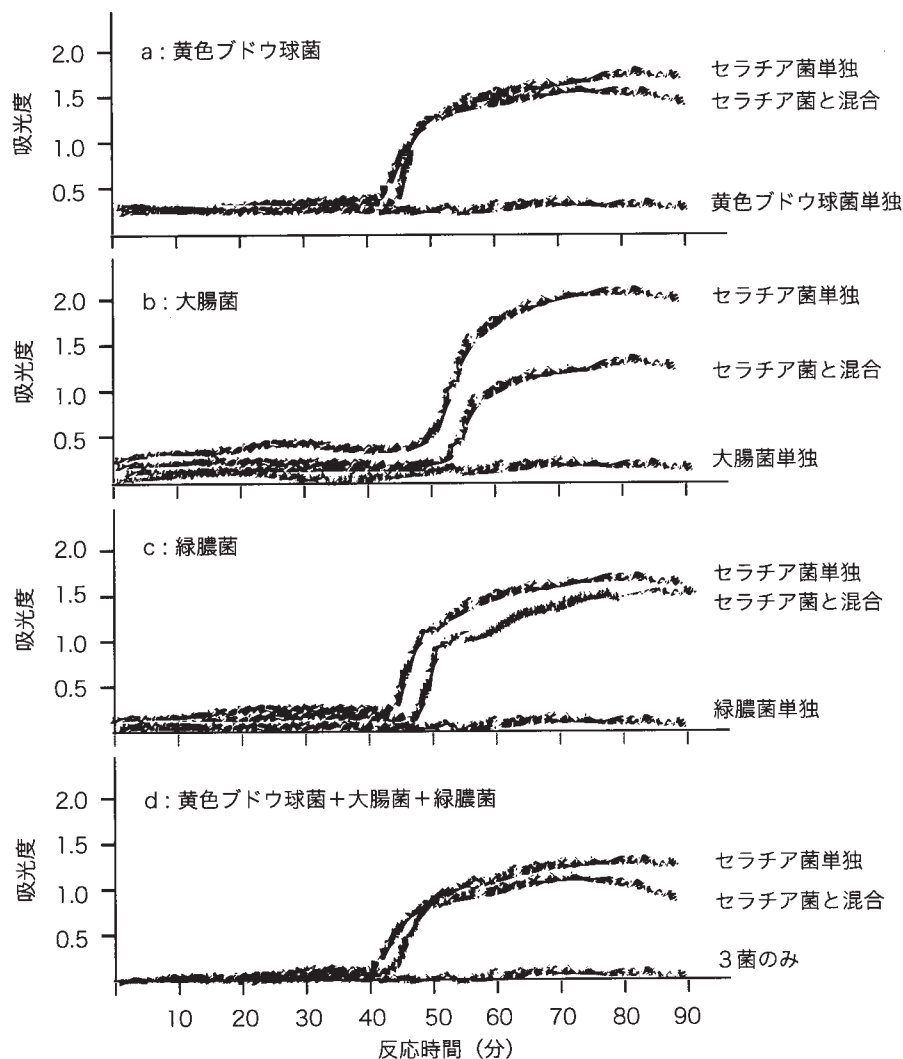 a : 黄色ブドウ球菌
吸光度
2.0
1.5
1.0
0.5
セラチア菌単独
セラチア菌と混合
黄色ブドウ球菌単独
b : 大腸菌
吸光度
2.0
1.5
1.0
0.5
セラチア菌単独
セラチア菌と混合
大腸菌単独
c : 緑膿菌
吸光度
2.0
1.5
1.0
0.5
セラチア菌単独
セラチア菌と混合
緑膿菌単独
d : 黄色ブドウ球菌＋大腸菌＋緑膿菌
吸光度
2.0
1.5
1.0
0.5
セラチア菌単独
セラチア菌と混合
３菌のみ
10 20 30 40 50 60 70 80 90
反応時間（分）